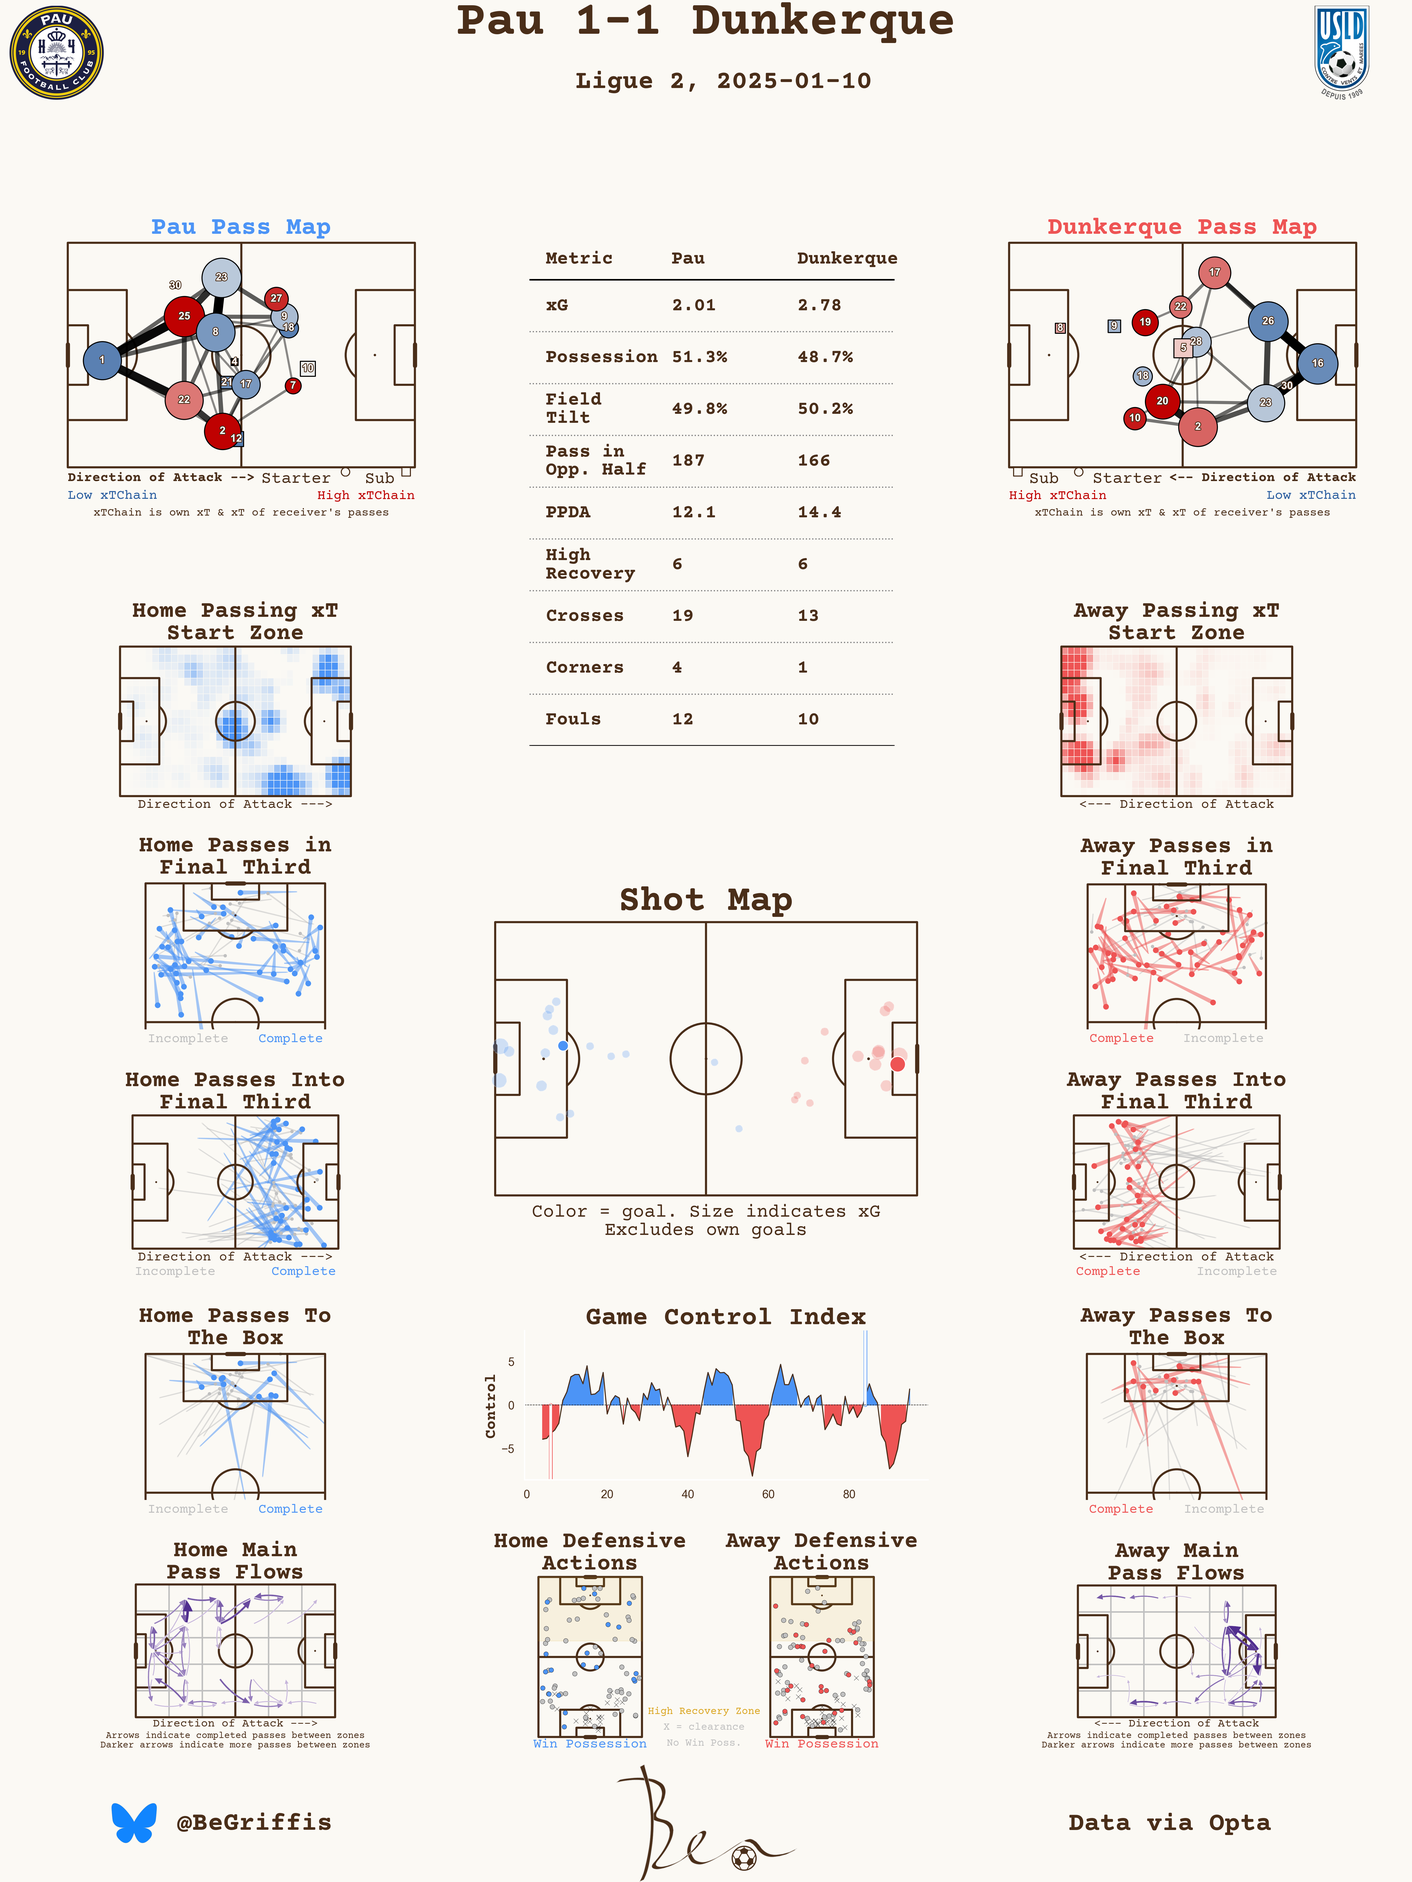 Pau 1-1 Dunkerque
Ligue 2, 2025-01-10
PAU
19 95
FOOTBALL CLUB
USLD
CONTRE VENTS ET MARÉES
DEPUIS 1909
Pau Pass Map
23
30
27
25
9
8
18
1
4
10
21
17
7
22
2
12
Direction of Attack --> Starter Sub
Low xTChain High xTChain
xTChain is own xT & xT of receiver's passes
Metric Pau Dunkerque
xG 2.01 2.78
Possession 51.3% 48.7%
Field
Tilt 49.8% 50.2%
Pass in
Opp. Half 187 166
PPDA 12.1 14.4
High
Recovery 6 6
Crosses 19 13
Corners 4 1
Fouls 12 10
Dunkerque Pass Map
17
22
8
9
19
26
28
5
16
18
30
20
23
10
2
Sub Starter <-- Direction of Attack
High xTChain Low xTChain
xTChain is own xT & xT of receiver's passes
Home Passing xT
Start Zone
Direction of Attack --->
Away Passing xT
Start Zone
<--- Direction of Attack
Home Passes in
Final Third
Incomplete Complete
Away Passes in
Final Third
Complete Incomplete
Shot Map
Color = goal. Size indicates xG
Excludes own goals
Home Passes Into
Final Third
Direction of Attack --->
Incomplete Complete
Away Passes Into
Final Third
<--- Direction of Attack
Complete Incomplete
Home Passes To
The Box
Incomplete Complete
Game Control Index
Control
5
0
−5
0 20 40 60 80
Away Passes To
The Box
Complete Incomplete
Home Main
Pass Flows
Direction of Attack --->
Arrows indicate completed passes between zones
Darker arrows indicate more passes between zones
Home Defensive
Actions
Win Possession
High Recovery Zone
X = clearance
No Win Poss.
Away Defensive
Actions
Win Possession
Away Main
Pass Flows
<--- Direction of Attack
Arrows indicate completed passes between zones
Darker arrows indicate more passes between zones
@BeGriffis
Ben
Data via Opta